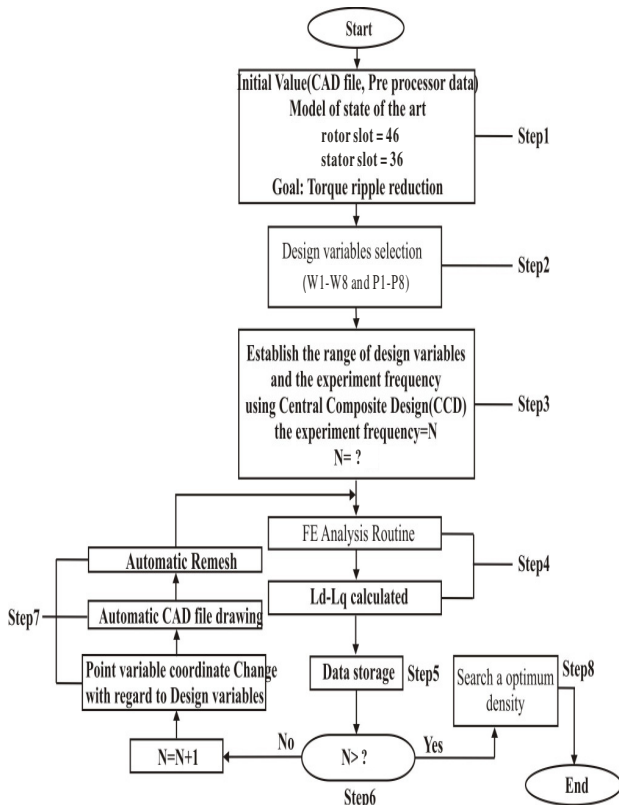 Start
Initial Value(CAD file, Pre processor data)
Model of state of the art
rotor slot = 46
stator slot = 36
Goal: Torque ripple reduction
Step1
Design variables selection
(W1-W8 and P1-P8)
Step2
Establish the range of design variables
and the experiment frequency
using Central Composite Design(CCD)
the experiment frequency=N
N= ?
Step3
FE Analysis Routine
Ld-Lq calculated
Step4
Automatic Remesh
Automatic CAD file drawing
Point variable coordinate Change
with regard to Design variables
Step7
Data storage
Step5
Search a optimum
density
Step8
N=N+1
No
N> ?
Yes
Step6
End